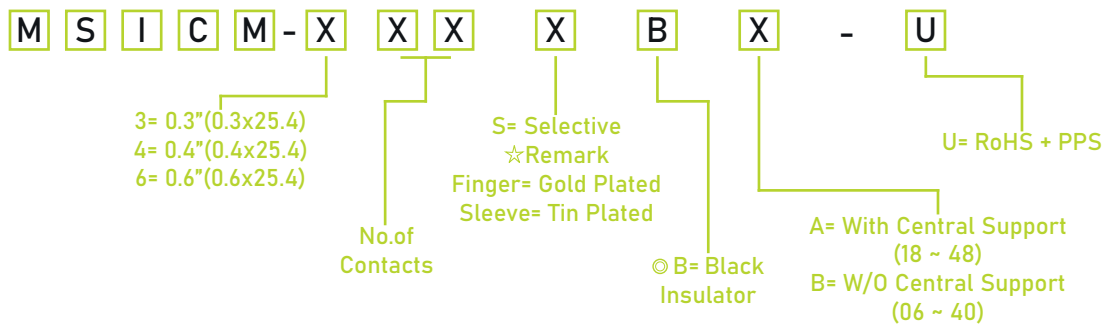 MSICM-XXX X B X - U
3= 0.3"(0.3x25.4)
4= 0.4"(0.4x25.4)
6= 0.6"(0.6x25.4)
No.of
Contacts
S= Selective
☆Remark
Finger= Gold Plated
Sleeve= Tin Plated
◎B= Black
Insulator
A= With Central Support
(18 ~ 48)
B= W/O Central Support
(06 ~ 40)
U= RoHS + PPS